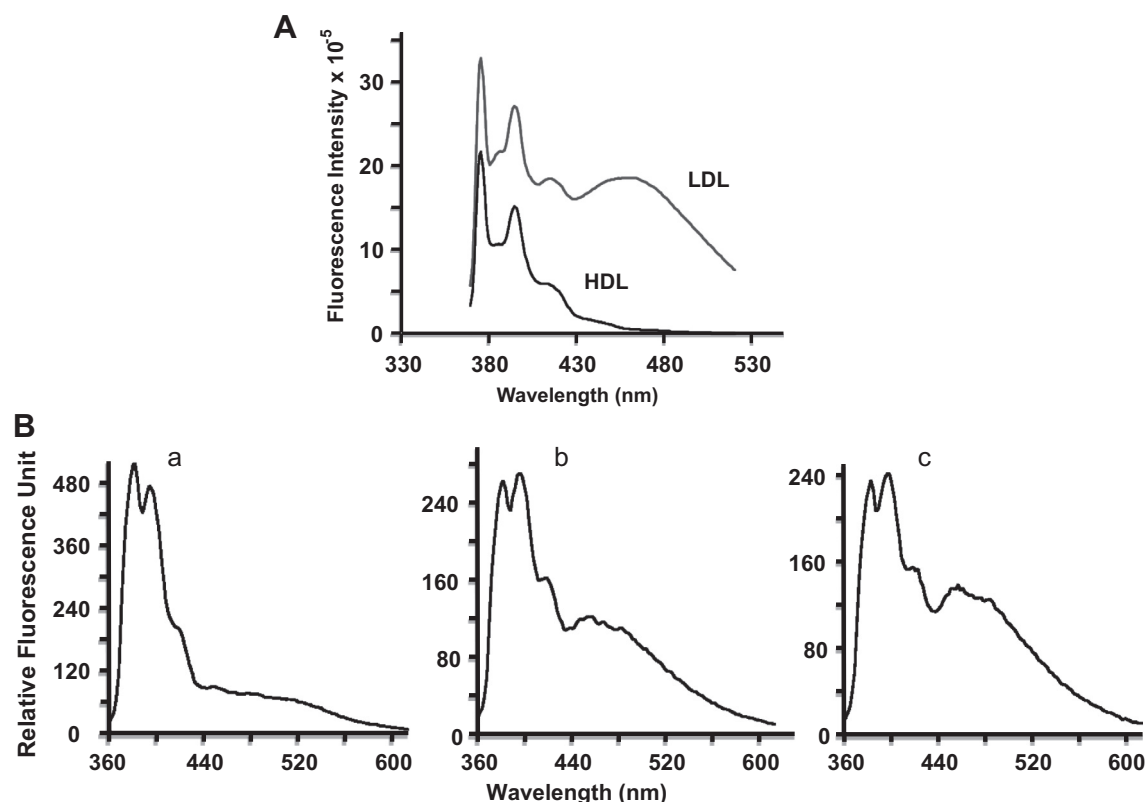 A
Fluorescence Intensity x 10⁻⁵
30
20
10
0
LDL
HDL
330 380 430 480 530
Wavelength (nm)
B
Relative Fluorescence Unit
a
480
360
240
120
0
360 440 520 600
b
240
160
80
0
360 440 520 600
c
240
160
80
0
360 440 520 600
Wavelength (nm)